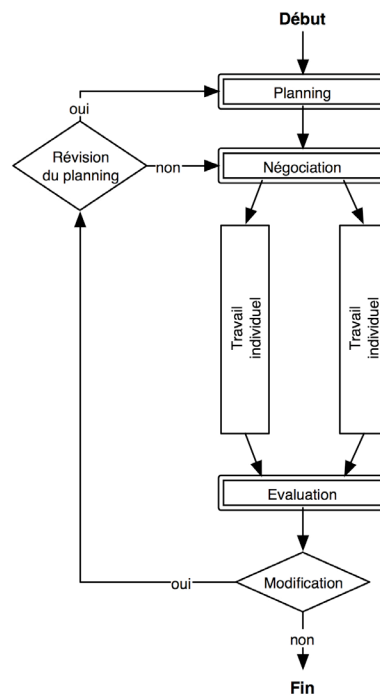 Début
Planning
oui
Révision
du planning
non
Négociation
Travail
individuel
Travail
individuel
Evaluation
oui
Modification
non
Fin